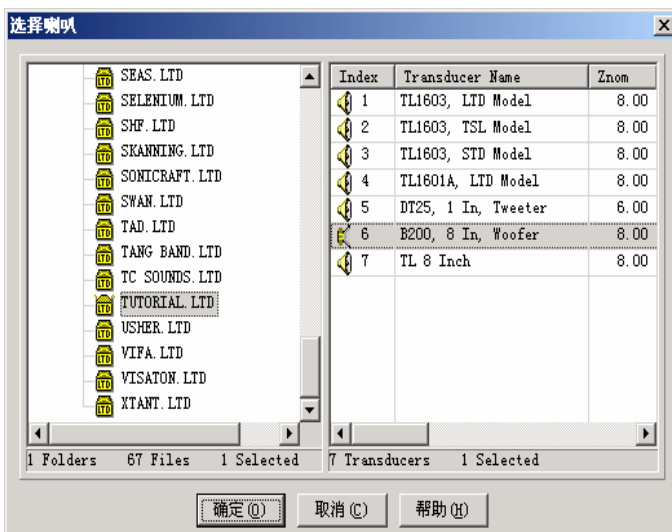 选择喇叭
SEAS.LTD
SELENIUM.LTD
SHF.LTD
SKANNING.LTD
SONICRAFT.LTD
SWAN.LTD
TAD.LTD
TANG BAND.LTD
TC SOUNDS.LTD
TUTORIAL.LTD
USHER.LTD
VIFA.LTD
VISATON.LTD
XTANT.LTD
1 Folders 67 Files 1 Selected
Index Transducer Name Znom
1 TL1603, LTD Model 8.00
2 TL1603, TSL Model 8.00
3 TL1603, STD Model 8.00
4 TL1601A, LTD Model 8.00
5 DT25, 1 In, Tweeter 6.00
6 B200, 8 In, Woofer 8.00
7 TL 8 Inch 8.00
7 Transducers 1 Selected
确定(O) 取消(C) 帮助(H)